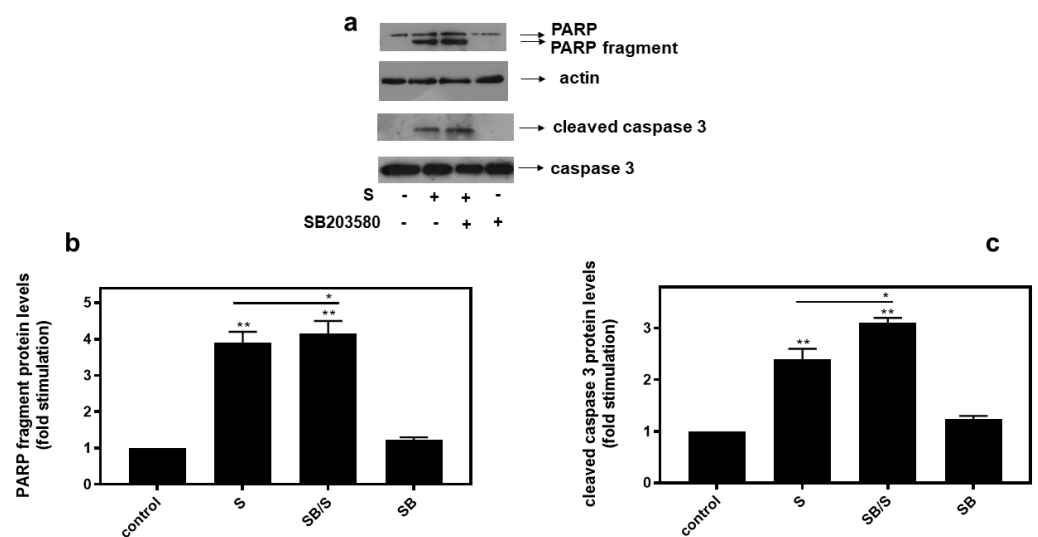 a
PARP
PARP fragment
actin
cleaved caspase 3
caspase 3
S - + + -
SB203580 - - + +
b
PARP fragment protein levels
(fold stimulation)
5
4
3
2
1
0
*
** **
control S SB/S SB
c
cleaved caspase 3 protein levels
(fold stimulation)
3
2
1
0
*
** **
control S SB/S SB